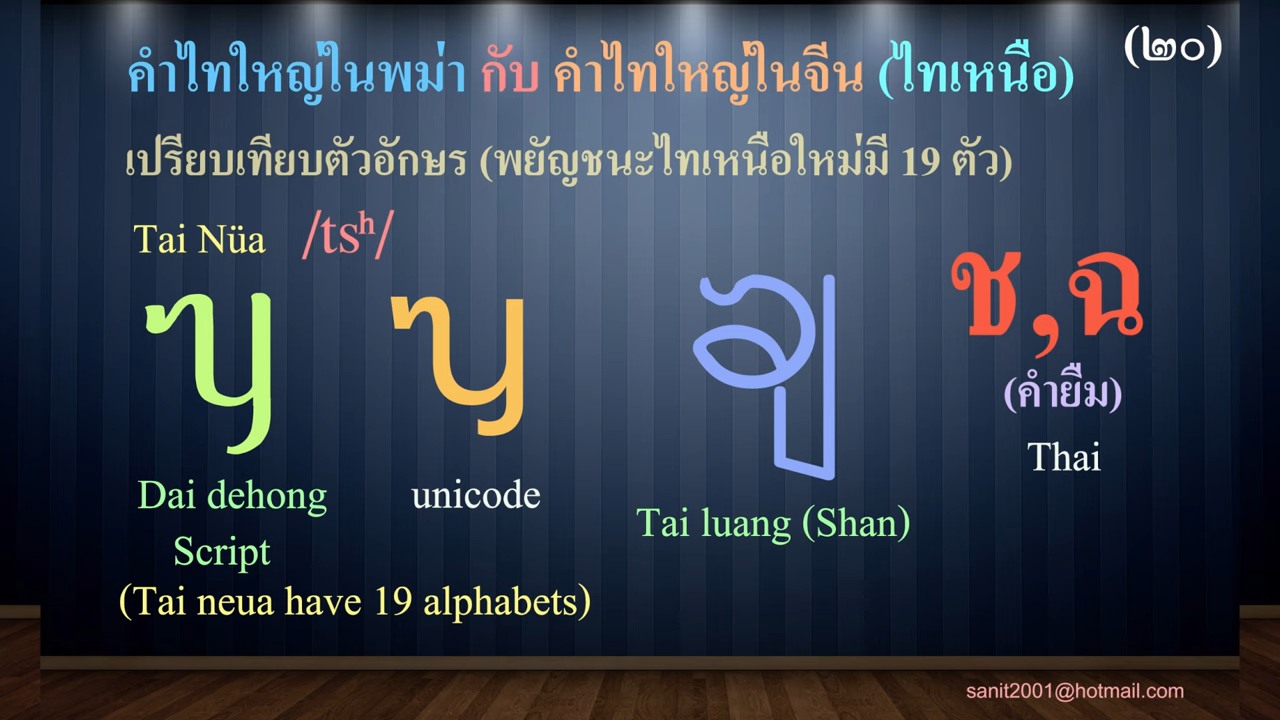 (๒๐)
คำไทใหญ่ในพม่า กับ คำไทใหญ่ในจีน (ไทเหนือ)
เปรียบเทียบตัวอักษร (พยัญชนะไทเหนือใหม่มี 19 ตัว)
Tai Nüa /tsʰ/
ᥡ ᥡ ၸျ ช,ฉ
(คำยืม)
Thai
Dai dehong unicode
Script
Tai luang (Shan)
(Tai neua have 19 alphabets)
sanit2001@hotmail.com